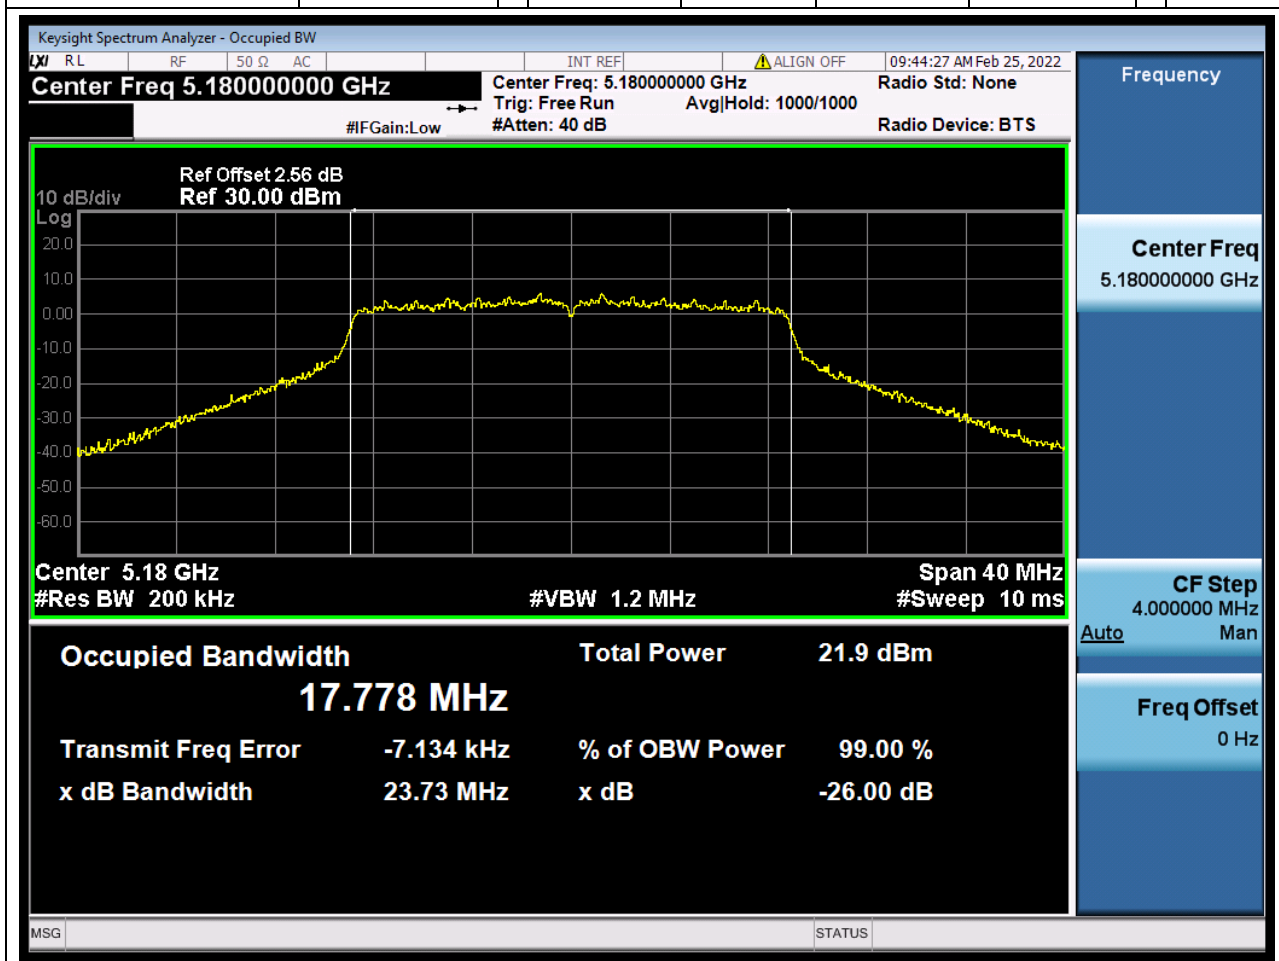 Keysight Spectrum Analyzer - Occupied BW
LXI RL RF 50 Ω AC INT REF ALIGN OFF 09:44:27 AM Feb 25, 2022
Center Freq 5.180000000 GHz
Center Freq: 5.180000000 GHz Radio Std: None
Trig: Free Run Avg|Hold: 1000/1000
#IFGain:Low #Atten: 40 dB Radio Device: BTS
Ref Offset 2.56 dB
10 dB/div Ref 30.00 dBm
Log
20.0
10.0
0.00
-10.0
-20.0
-30.0
-40.0
-50.0
-60.0
Center 5.18 GHz Span 40 MHz
#Res BW 200 kHz #VBW 1.2 MHz #Sweep 10 ms
Occupied Bandwidth Total Power 21.9 dBm
17.778 MHz
Transmit Freq Error -7.134 kHz % of OBW Power 99.00 %
x dB Bandwidth 23.73 MHz x dB -26.00 dB
Frequency
Center Freq
5.180000000 GHz
CF Step
4.000000 MHz
Auto Man
Freq Offset
0 Hz
MSG STATUS